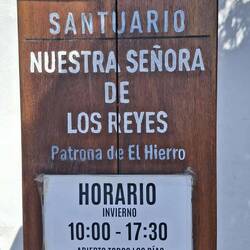 SANTUARIO
NUESTRA SEÑORA
DE
LOS REYES
Patrona de El Hierro
HORARIO
INVIERNO
10:00 - 17:30
ABIERTO TODOS LOS DÍAS